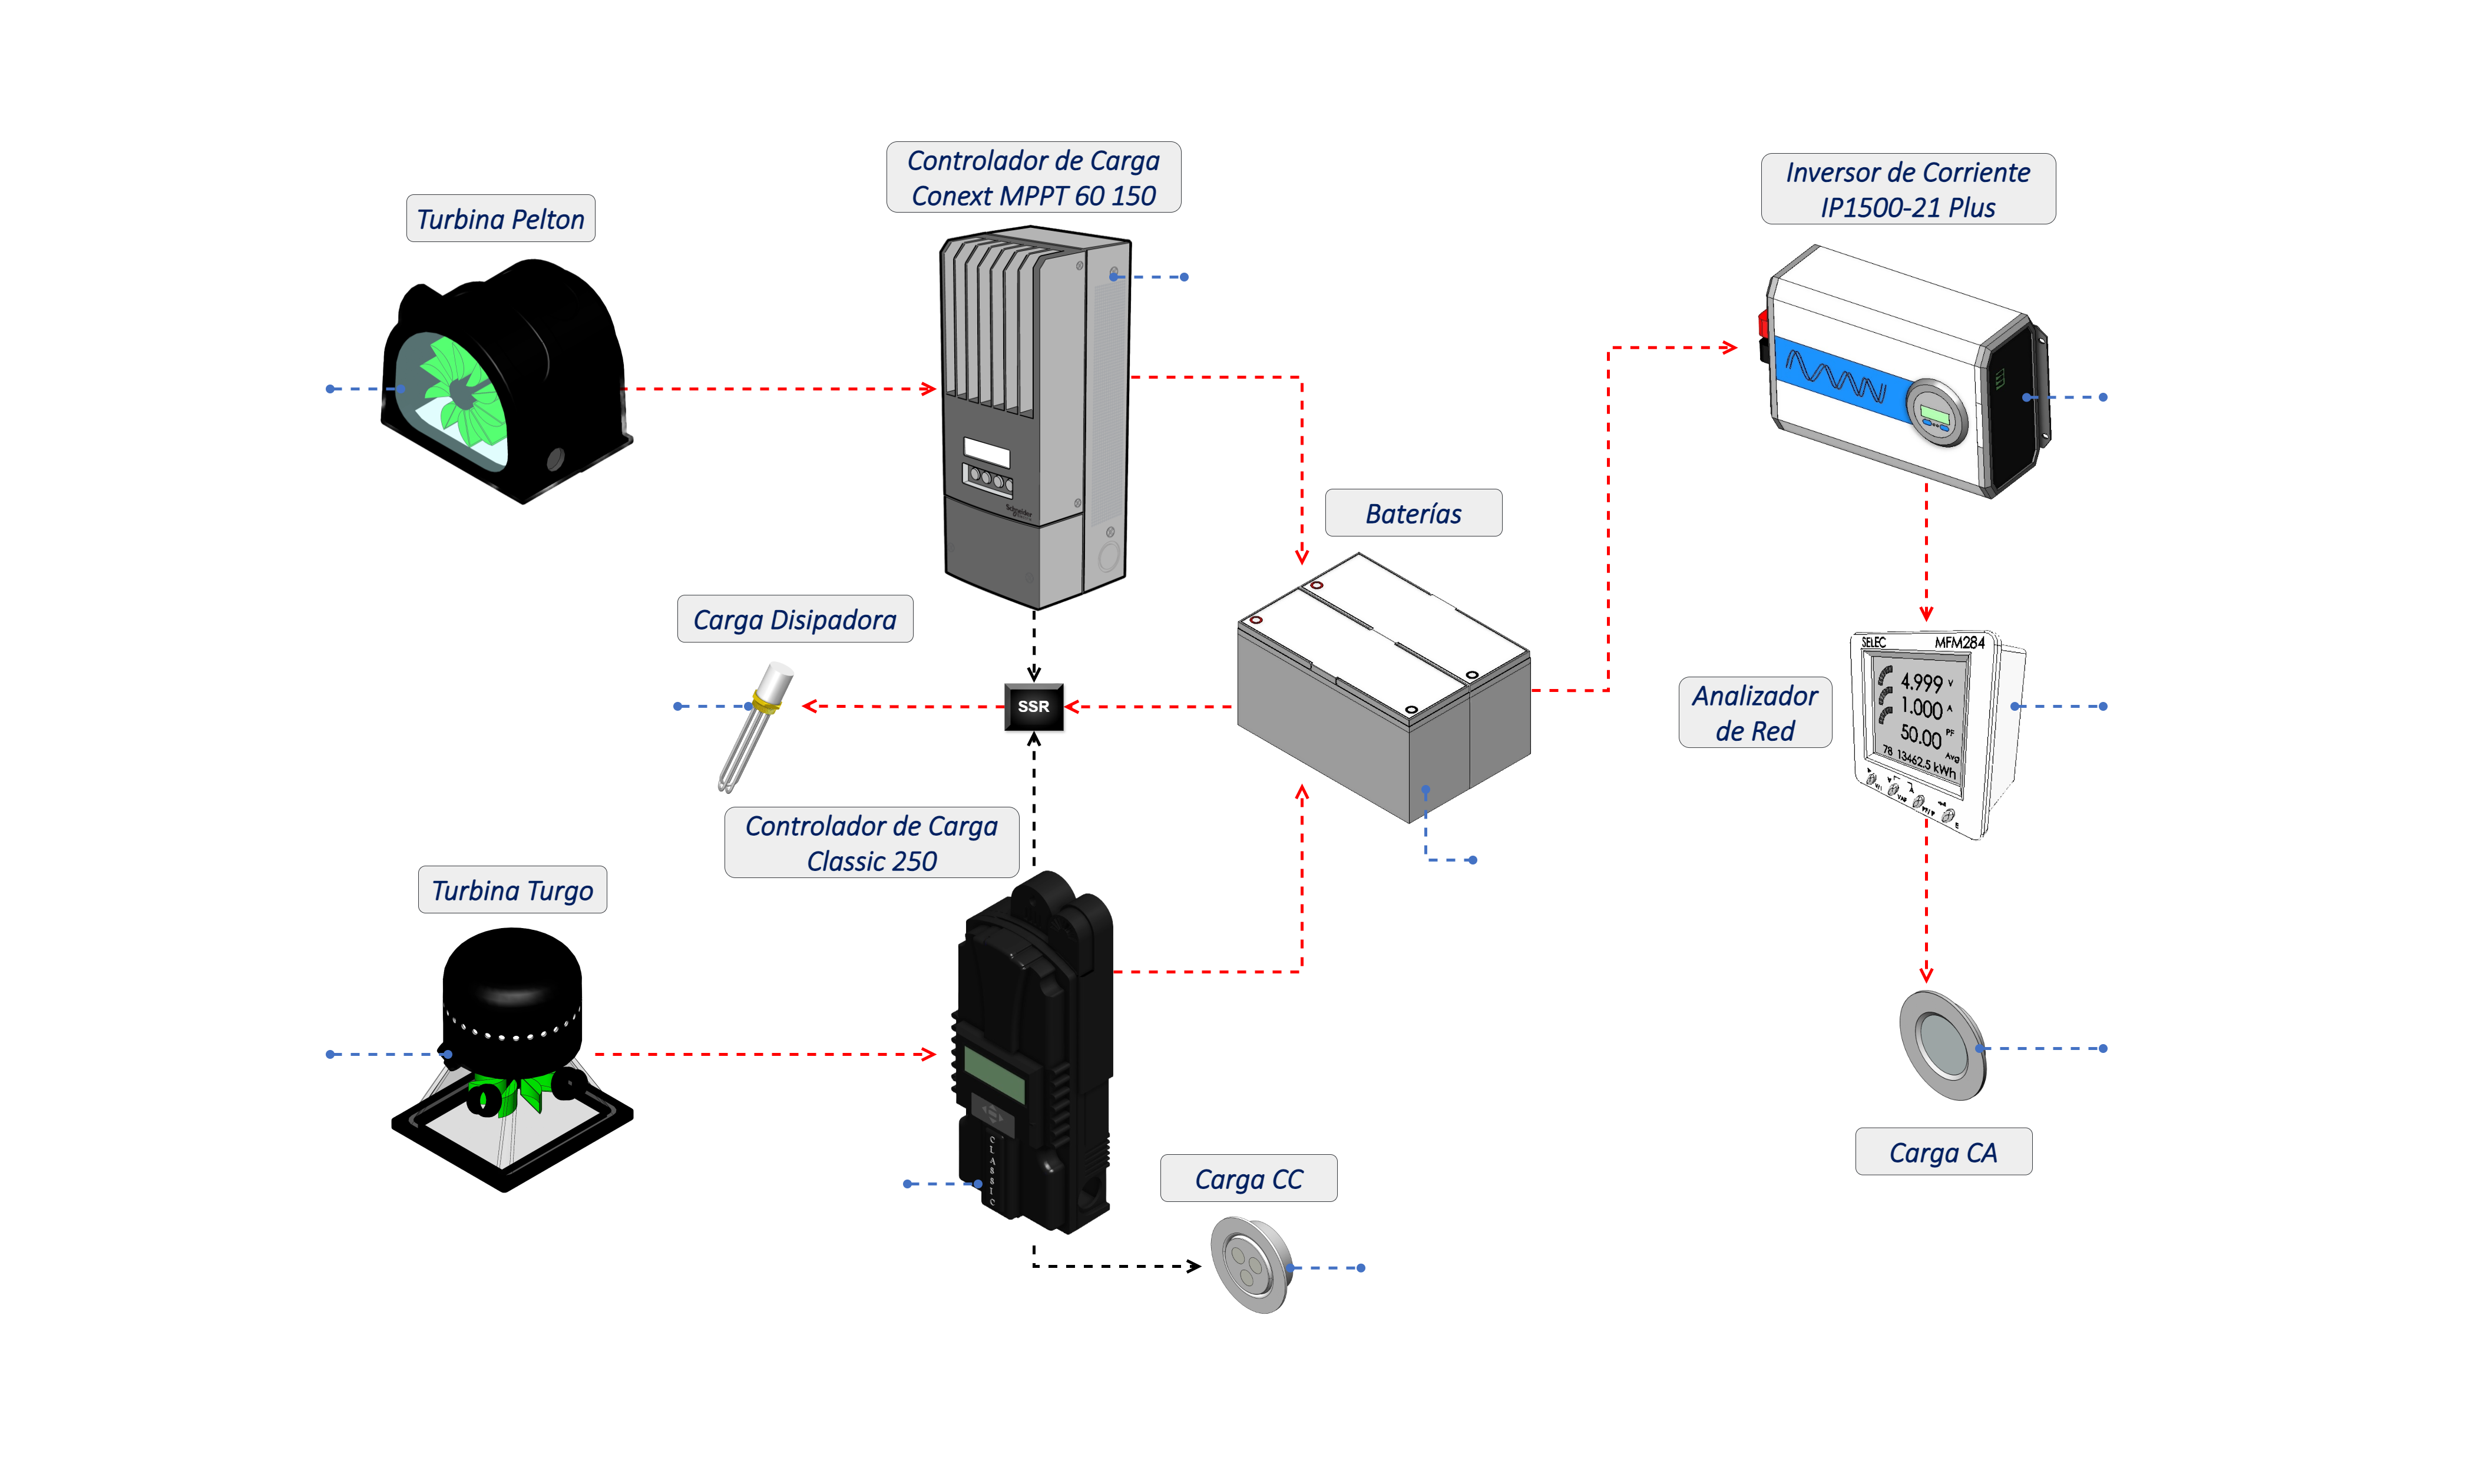 Controlador de Carga
Conext MPPT 60 150
Inversor de Corriente
IP1500-21 Plus
Turbina Pelton
Schneider
Baterías
Carga Disipadora
SSR
SELEC MFM284
4.999 V
1.000 A
50.00 PF
Avg
78 13462.5 kWh
Analizador
de Red
Controlador de Carga
Classic 250
Turbina Turgo
CLASSIC
Carga CC
Carga CA